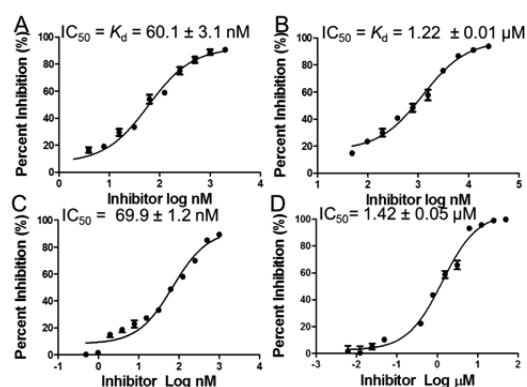 A
IC50 = Kd = 60.1 ± 3.1 nM
Percent Inhibition (%)
100
80
60
40
20
0
0 1 2 3 4
Inhibitor log nM
B
IC50 = Kd = 1.22 ± 0.01 µM
Percent Inhibition (%)
100
80
60
40
20
0
1 2 3 4 5
Inhibitor log nM
C
IC50 = 69.9 ± 1.2 nM
Percent Inhibition (%)
100
80
60
40
20
0
-1 0 1 2 3
Inhibitor Log nM
D
IC50= 1.42 ± 0.05 µM
Percent Inhibition (%)
100
80
60
40
20
0
-3 -2 -1 0 1 2
Inhibitor Log µM